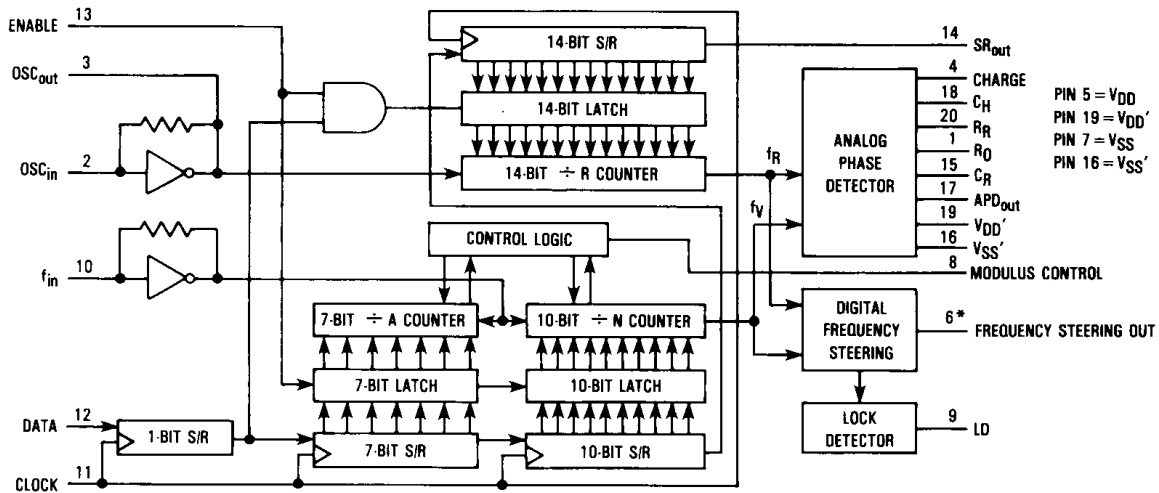 ENABLE 13
OSCout 3
OSCin 2
fin 10
DATA 12
CLOCK 11
14-BIT S/R
14-BIT LATCH
14-BIT ÷ R COUNTER
CONTROL LOGIC
7-BIT ÷ A COUNTER
10-BIT ÷ N COUNTER
7-BIT LATCH
10-BIT LATCH
1-BIT S/R
7-BIT S/R
10-BIT S/R
fR
fV
ANALOG
PHASE
DETECTOR
DIGITAL
FREQUENCY
STEERING
LOCK
DETECTOR
14 SRout
4 CHARGE
18 CH
20 RR
1 RO
15 CR
17 APDout
19 VDD'
16 VSS'
8 MODULUS CONTROL
6* FREQUENCY STEERING OUT
9 LD
PIN 5 = VDD
PIN 19 = VDD'
PIN 7 = VSS
PIN 16 = VSS'